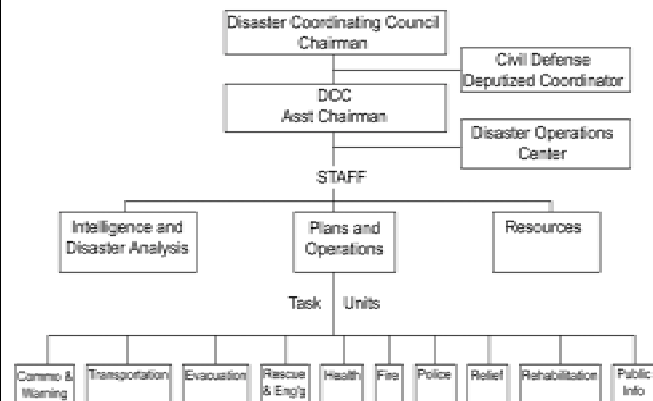 Disaster Coordinating Council
Chairman
Civil Defense
Deputized Coordinator
DCC
Asst Chairman
Disaster Operations
Center
STAFF
Intelligence and
Disaster Analysis
Plans and
Operations
Resources
Task Units
Commo &
Warning
Transportation
Evacuation
Rescue
& Eng'g
Health
Fire
Police
Relief
Rehabilitation
Public
Info